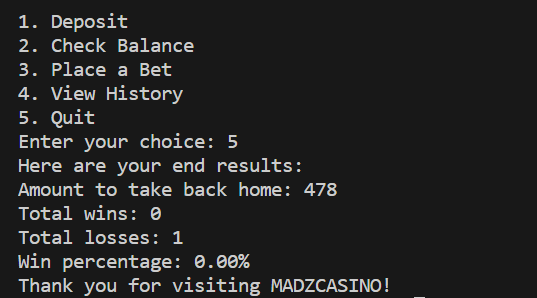 1. Deposit
2. Check Balance
3. Place a Bet
4. View History
5. Quit
Enter your choice: 5
Here are your end results:
Amount to take back home: 478
Total wins: 0
Total losses: 1
Win percentage: 0.00%
Thank you for visiting MADZCASINO!